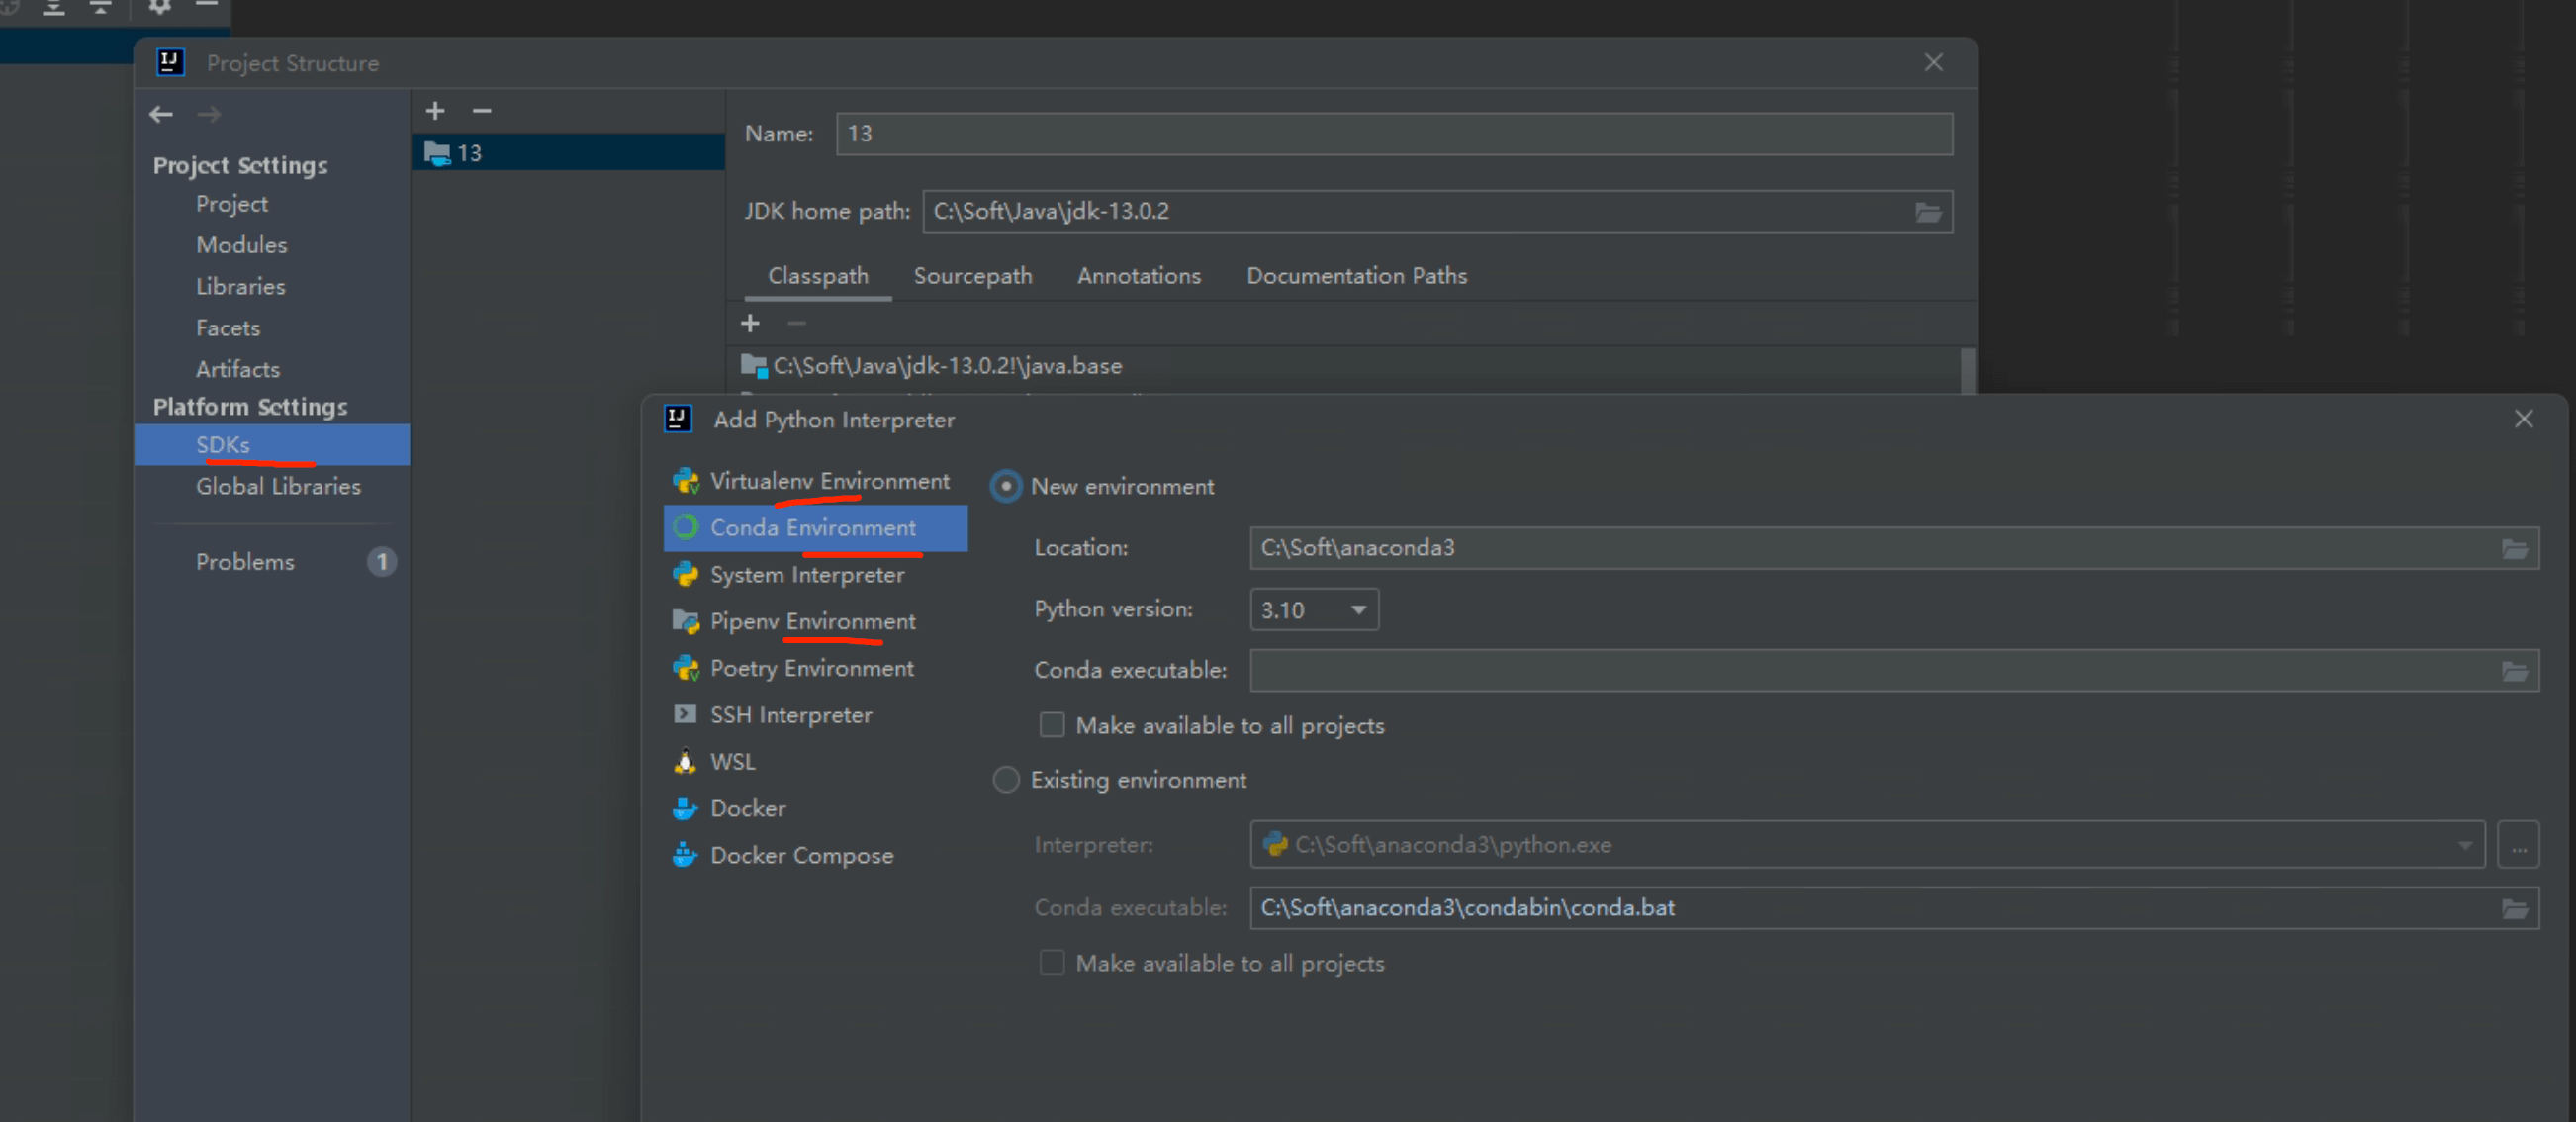 Project Structure
Project Settings
Project
Modules
Libraries
Facets
Artifacts
Platform Settings
SDKs
Global Libraries
Problems 1
13
Name: 13
JDK home path: C:\Soft\Java\jdk-13.0.2
Classpath Sourcepath Annotations Documentation Paths
C:\Soft\Java\jdk-13.0.2!\java.base
Add Python Interpreter
Virtualenv Environment
Conda Environment
System Interpreter
Pipenv Environment
Poetry Environment
SSH Interpreter
WSL
Docker
Docker Compose
New environment
Location: C:\Soft\anaconda3
Python version: 3.10
Conda executable:
Make available to all projects
Existing environment
Interpreter: C:\Soft\anaconda3\python.exe ...
Conda executable: C:\Soft\anaconda3\condabin\conda.bat
Make available to all projects